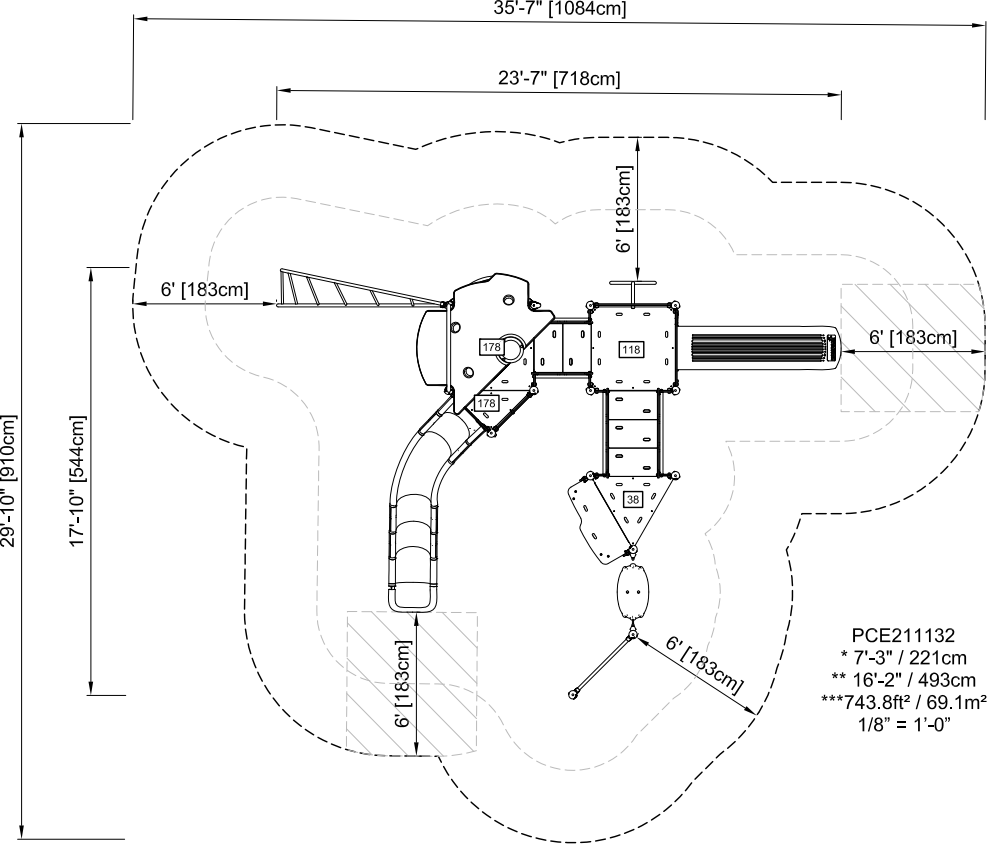 35'-7" [1084cm]
23'-7" [718cm]
6' [183cm]
6' [183cm]
6' [183cm]
178
118
178
38
29'-10" [910cm]
17'-10" [544cm]
6' [183cm]
6' [183cm]
PCE211132
* 7'-3" / 221cm
** 16'-2" / 493cm
***743.8ft² / 69.1m²
1/8” = 1’-0”